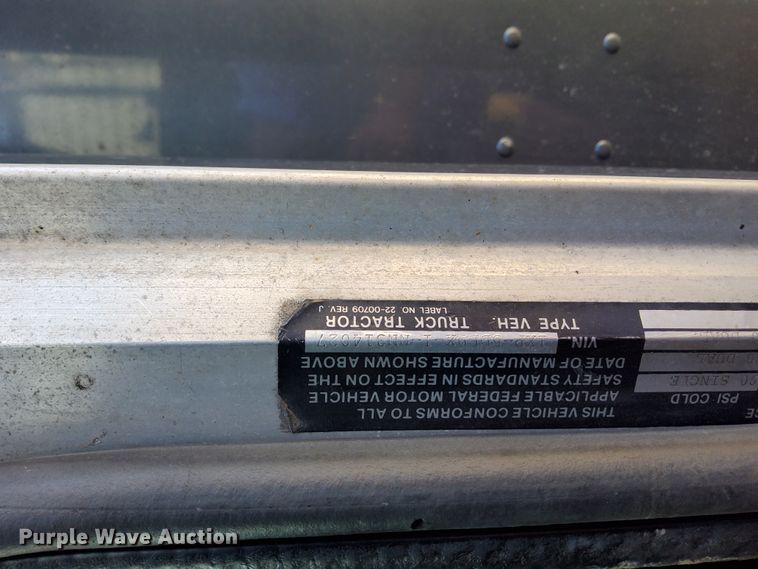 THIS VEHICLE CONFORMS TO ALL
APPLICABLE FEDERAL MOTOR VEHICLE
SAFETY STANDARDS IN EFFECT ON THE
DATE OF MANUFACTURE SHOWN ABOVE
VIN.
TYPE VEH. TRUCK TRACTOR
LABEL NO. 22-00709 REV. J
PSI COLD
SINGLE
DUAL
Purple Wave Auction